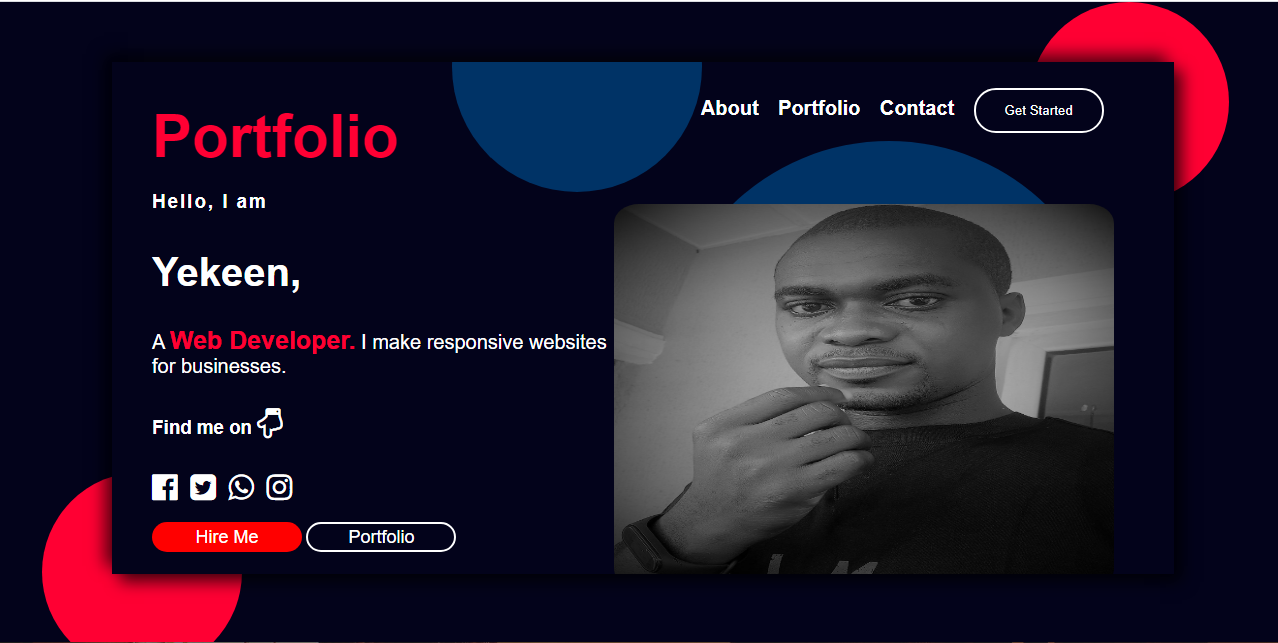 Portfolio
About Portfolio Contact Get Started
Hello, I am
Yekeen,
A Web Developer. I make responsive websites
for businesses.
Find me on
Hire Me Portfolio